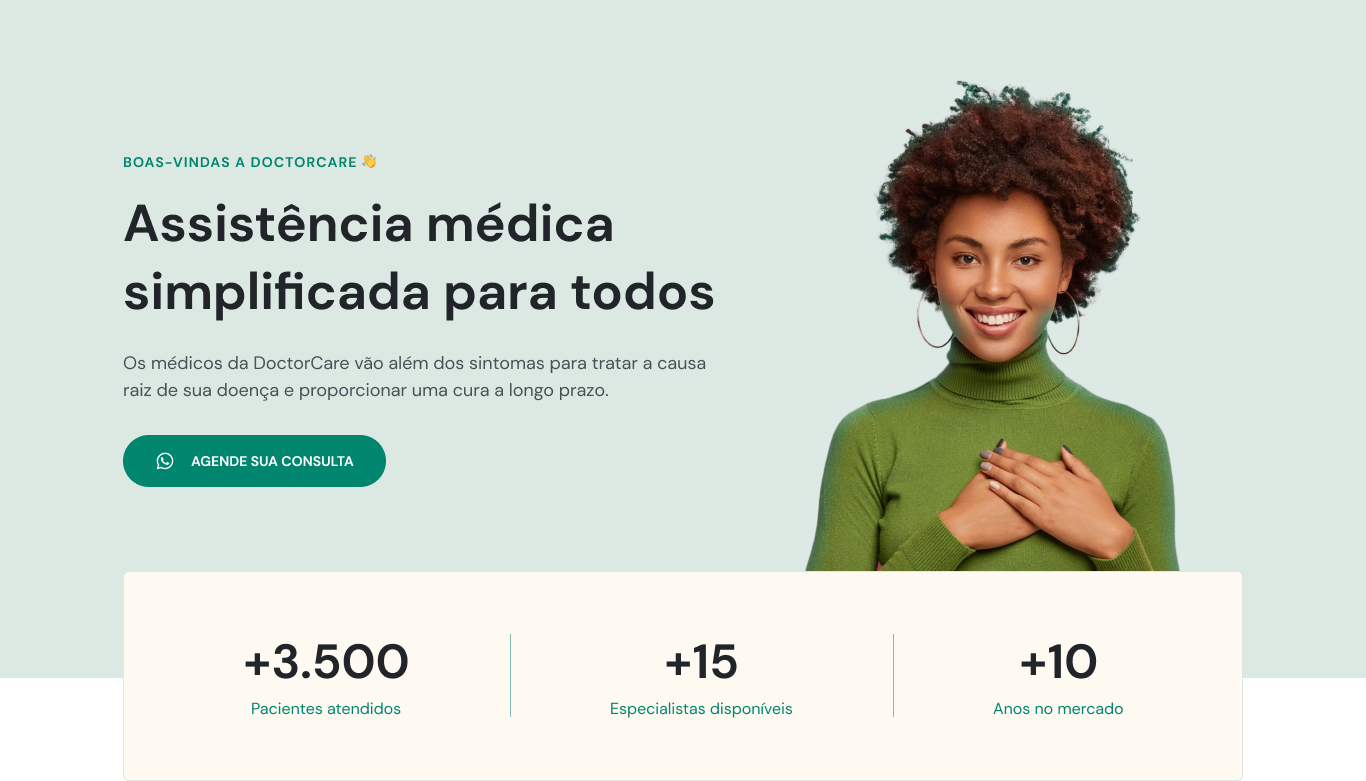 BOAS-VINDAS A DOCTORCARE 👋
Assistência médica
simplificada para todos
Os médicos da DoctorCare vão além dos sintomas para tratar a causa
raiz de sua doença e proporcionar uma cura a longo prazo.
AGENDE SUA CONSULTA
+3.500
Pacientes atendidos
+15
Especialistas disponíveis
+10
Anos no mercado